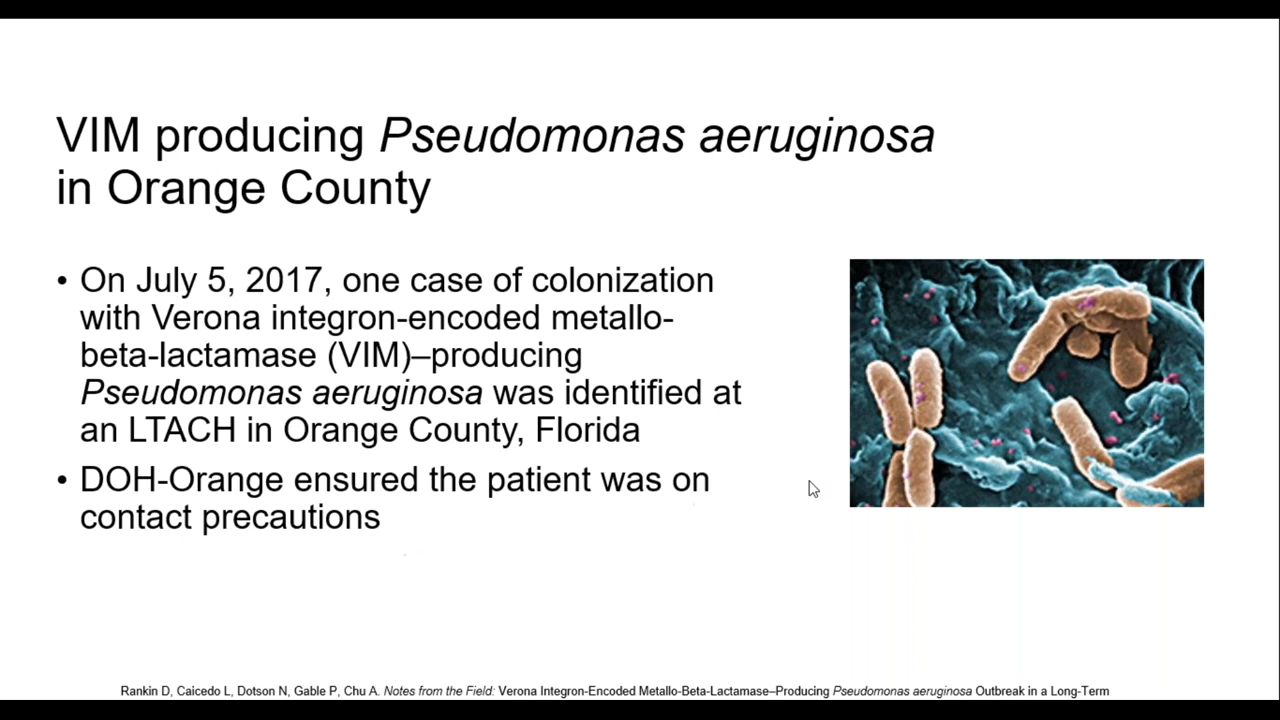 VIM producing Pseudomonas aeruginosa
in Orange County
• On July 5, 2017, one case of colonization
with Verona integron-encoded metallo-
beta-lactamase (VIM)–producing
Pseudomonas aeruginosa was identified at
an LTACH in Orange County, Florida
• DOH-Orange ensured the patient was on
contact precautions
Rankin D, Caicedo L, Dotson N, Gable P, Chu A. Notes from the Field: Verona Integron-Encoded Metallo-Beta-Lactamase–Producing Pseudomonas aeruginosa Outbreak in a Long-Term